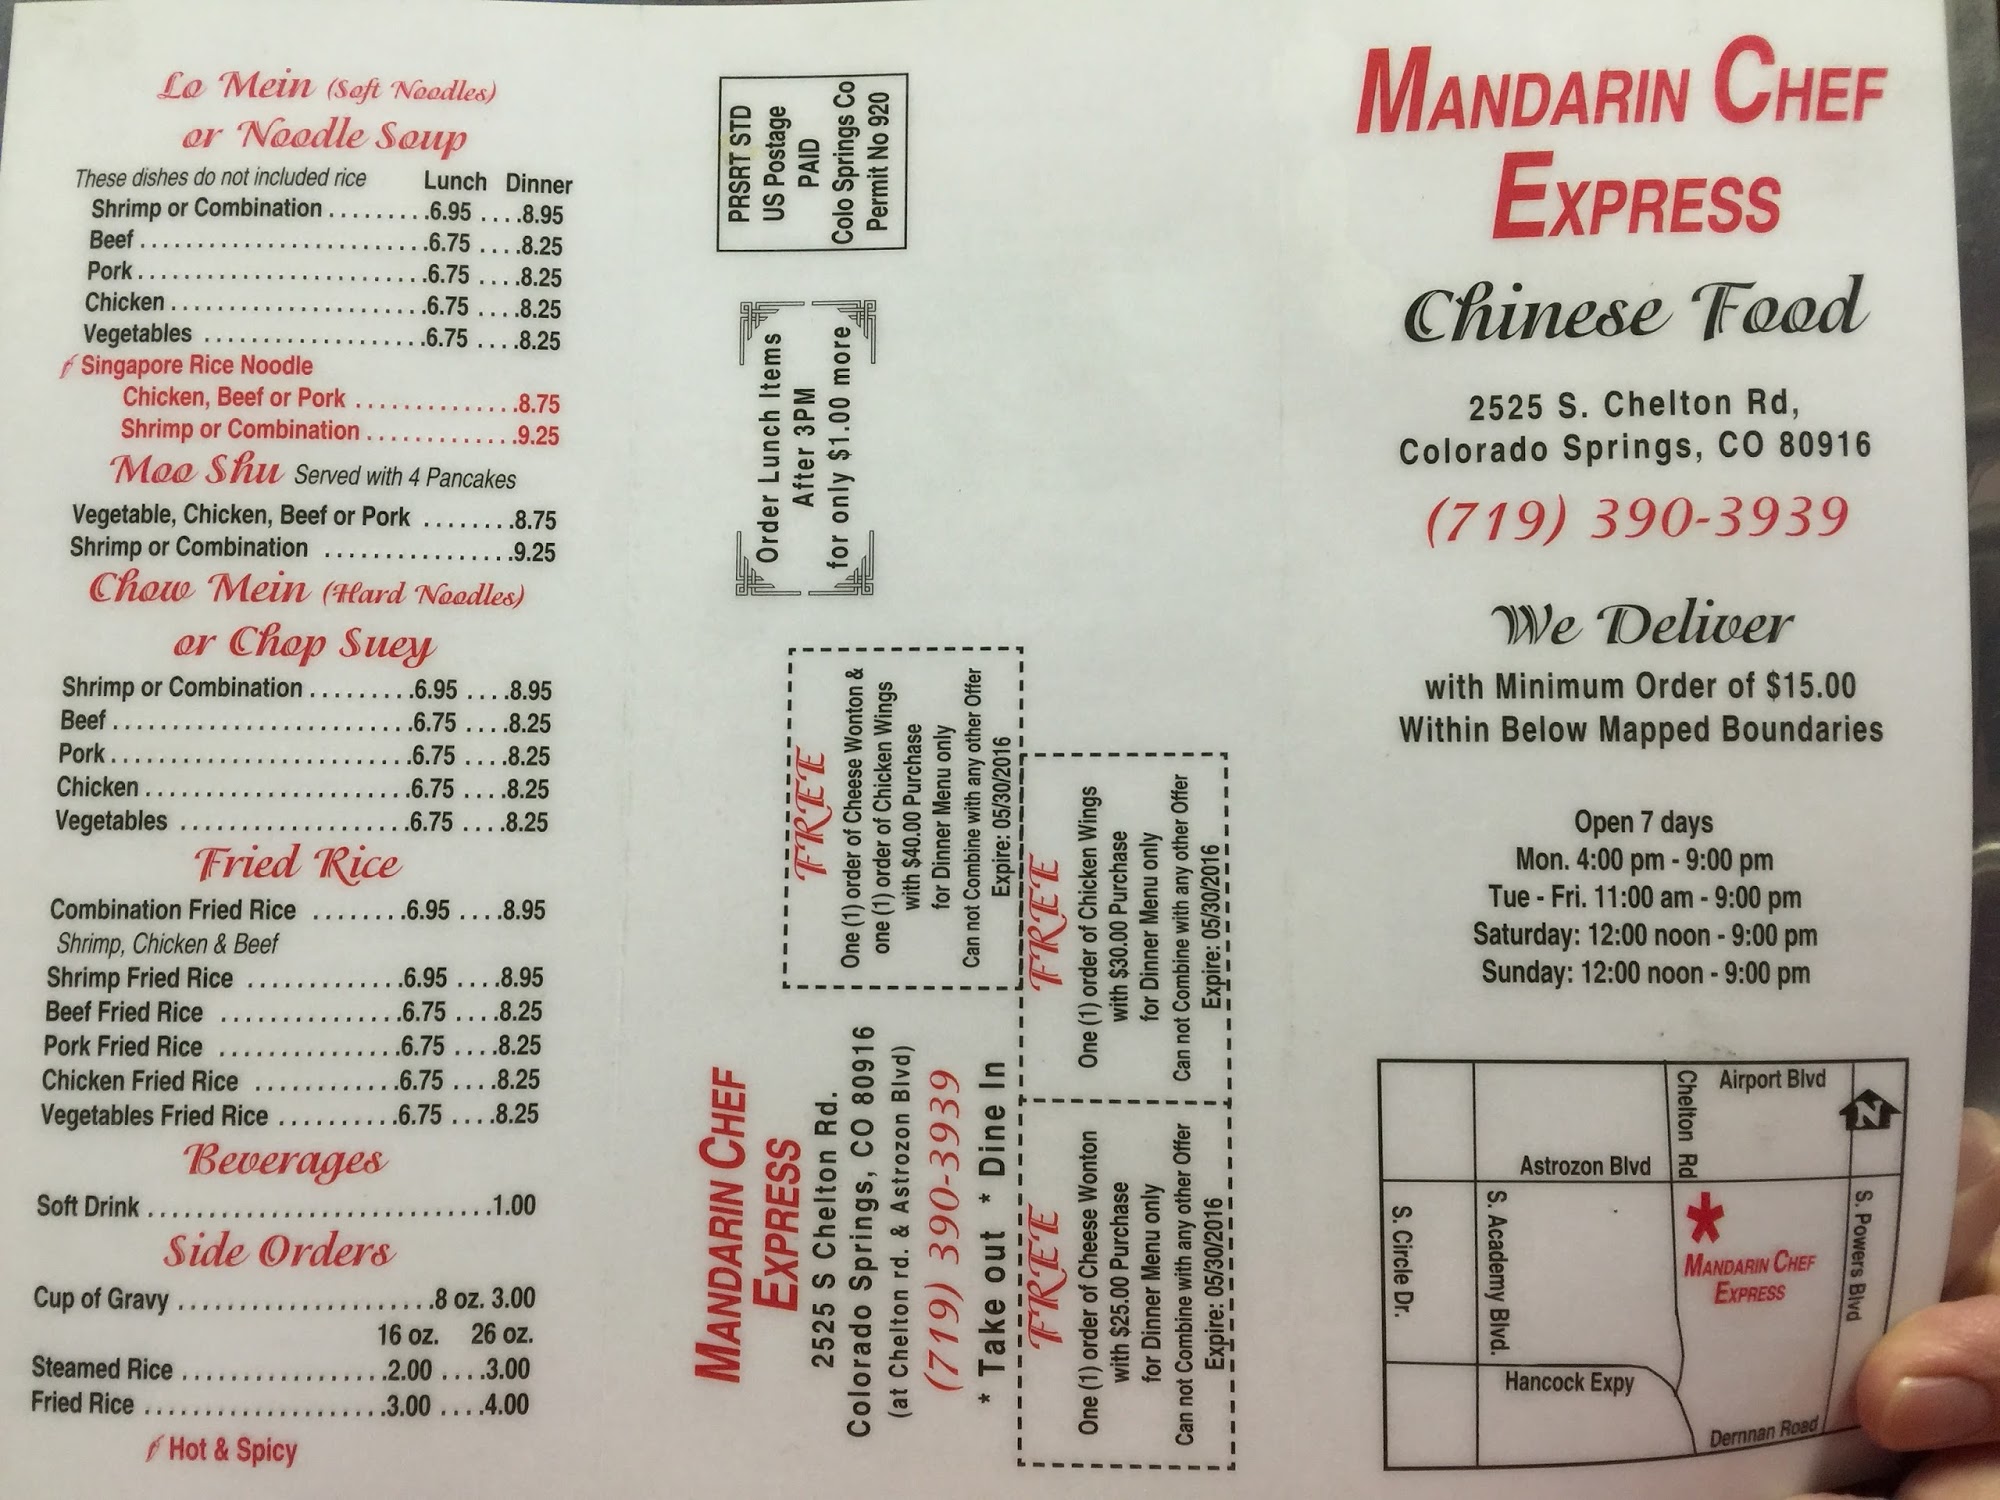 Lo Mein (Soft Noodles)
or Noodle Soup
These dishes do not included rice Lunch Dinner
Shrimp or Combination .........6.95 ....8.95
Beef ..........................6.75 ....8.25
Pork ..........................6.75 ....8.25
Chicken .......................6.75 ....8.25
Vegetables ....................6.75 ....8.25
Singapore Rice Noodle
Chicken, Beef or Pork ..............8.75
Shrimp or Combination .............9.25
Moo Shu Served with 4 Pancakes
Vegetable, Chicken, Beef or Pork ........8.75
Shrimp or Combination .................9.25
Chow Mein (Hard Noodles)
or Chop Suey
Shrimp or Combination .........6.95 ....8.95
Beef ..........................6.75 ....8.25
Pork ..........................6.75 ....8.25
Chicken .......................6.75 ....8.25
Vegetables ....................6.75 ....8.25
Fried Rice
Combination Fried Rice ........6.95 ....8.95
Shrimp, Chicken & Beef
Shrimp Fried Rice .............6.95 ....8.95
Beef Fried Rice ...............6.75 ....8.25
Pork Fried Rice ...............6.75 ....8.25
Chicken Fried Rice ............6.75 ....8.25
Vegetables Fried Rice ..........6.75 ....8.25
Beverages
Soft Drink ..............................1.00
Side Orders
Cup of Gravy .......................8 oz. 3.00
16 oz. 26 oz.
Steamed Rice ..................2.00 ....3.00
Fried Rice .....................3.00 ....4.00
Hot & Spicy
PRSRT STD
US Postage
PAID
Colo Springs Co
Permit No 920
Order Lunch Items
After 3PM
for only $1.00 more
FREE
One (1) order of Cheese Wonton &
one (1) order of Chicken Wings
with $40.00 Purchase
for Dinner Menu only
Can not Combine with any other Offer
Expire: 05/30/2016
FREE
One (1) order of Chicken Wings
with $30.00 Purchase
for Dinner Menu only
Can not Combine with any other Offer
Expire: 05/30/2016
FREE
One (1) order of Cheese Wonton
with $25.00 Purchase
for Dinner Menu only
Can not Combine with any other Offer
Expire: 05/30/2016
MANDARIN CHEF
EXPRESS
2525 S Chelton Rd.
Colorado Springs, CO 80916
(at Chelton rd. & Astrozon Blvd)
(719) 390-3939
* Take out * Dine In
MANDARIN CHEF
EXPRESS
Chinese Food
2525 S. Chelton Rd,
Colorado Springs, CO 80916
(719) 390-3939
We Deliver
with Minimum Order of $15.00
Within Below Mapped Boundaries
Open 7 days
Mon. 4:00 pm - 9:00 pm
Tue - Fri. 11:00 am - 9:00 pm
Saturday: 12:00 noon - 9:00 pm
Sunday: 12:00 noon - 9:00 pm
Airport Blvd
Chelton Rd
N
Astrozon Blvd
S. Circle Dr.
S. Academy Blvd.
S. Powers Blvd
MANDARIN CHEF
EXPRESS
Hancock Expy
Dernnan Road